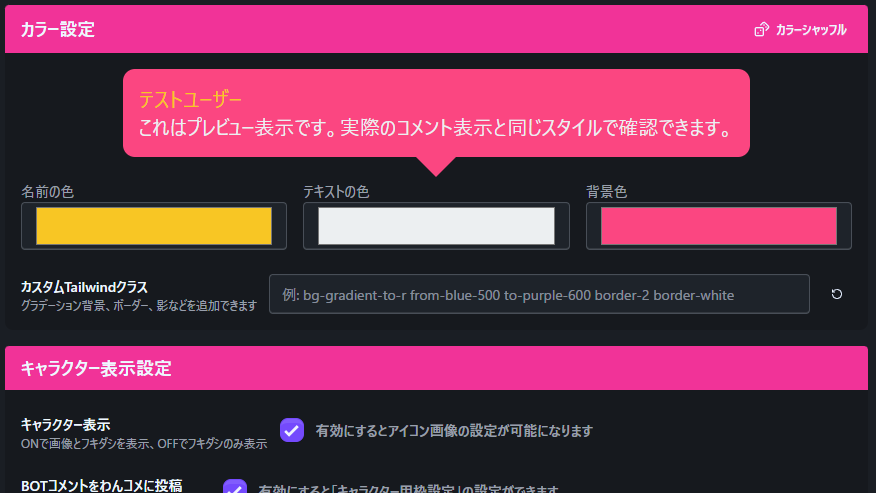 カラー設定
カラーシャッフル
テストユーザー
これはプレビュー表示です。実際のコメント表示と同じスタイルで確認できます。
名前の色
テキストの色
背景色
カスタムTailwindクラス
グラデーション背景、ボーダー、影などを追加できます
例: bg-gradient-to-r from-blue-500 to-purple-600 border-2 border-white
キャラクター表示設定
キャラクター表示
ONで画像とフキダシを表示、OFFでフキダシのみ表示
有効にするとアイコン画像の設定が可能になります
BOTコメントをわんコメに投稿
有効にすると「キャラクター用枠設定」の設定ができます